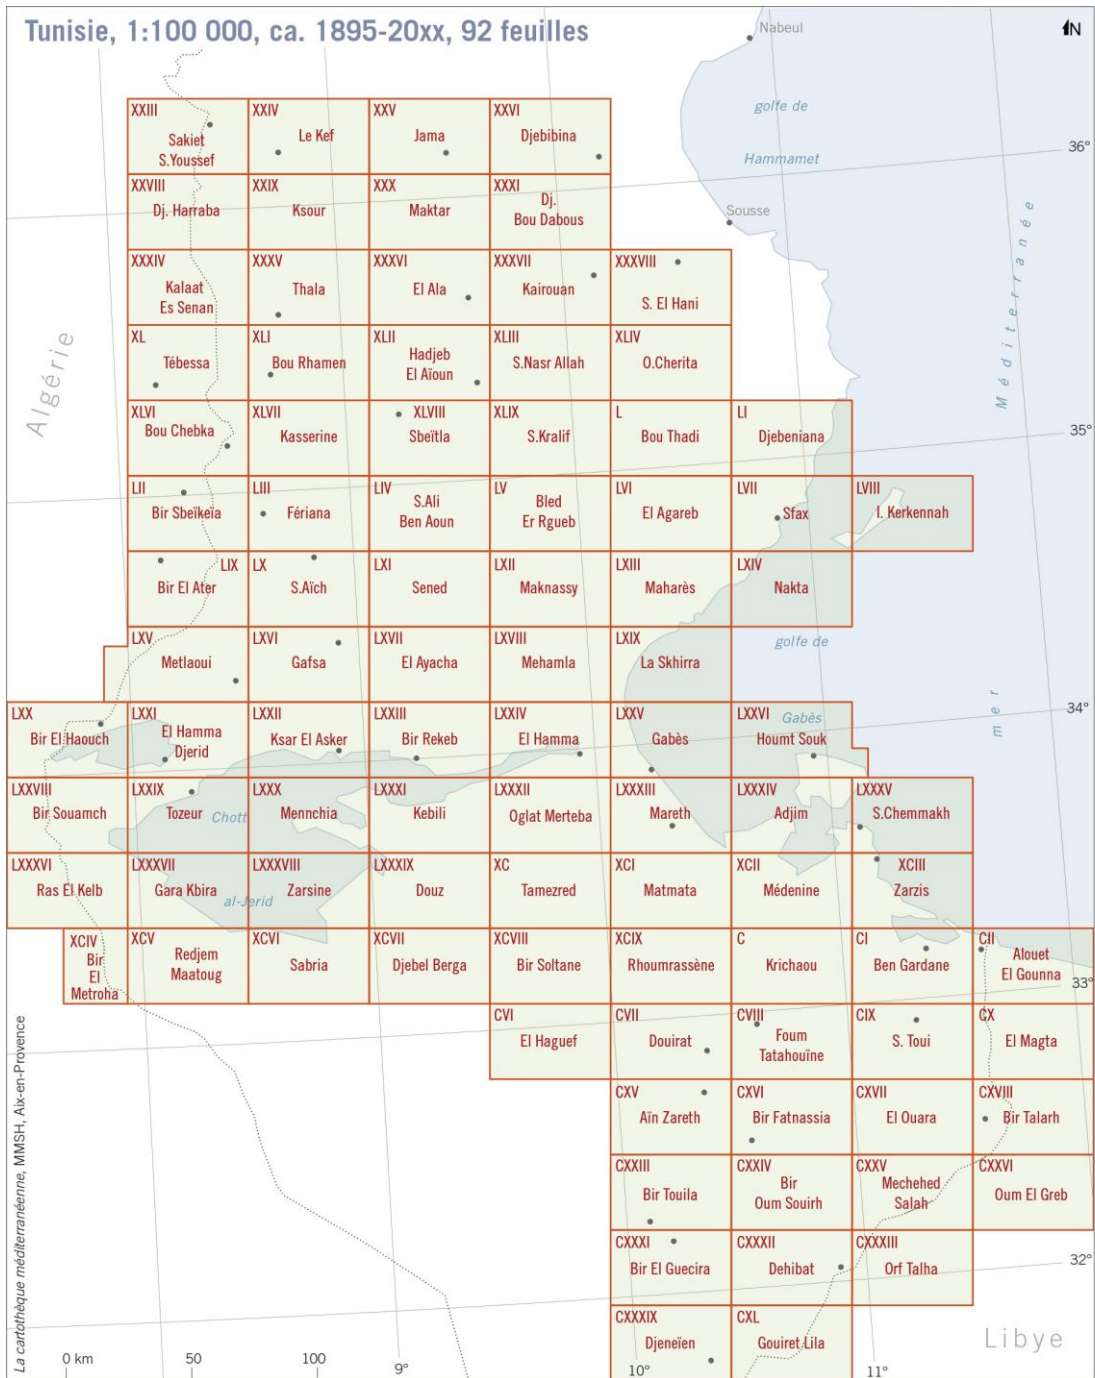 Tunisie, 1:100 000, ca. 1895-20xx, 92 feuilles
N
Nabeul
golfe de
Hammamet
36°
Sousse
Méditerranée
mer
Algérie
XXIII
Sakiet
S.Youssef
XXIV
Le Kef
XXV
Jama
XXVI
Djebibina
XXVIII
Dj. Harraba
XXIX
Ksour
XXX
Maktar
XXXI
Dj.
Bou Dabous
XXXIV
Kalaat
Es Senan
XXXV
Thala
XXXVI
El Ala
XXXVII
Kairouan
XXXVIII
S. El Hani
XL
Tébessa
XLI
Bou Rhamen
XLII
Hadjeb
El Aïoun
XLIII
S.Nasr Allah
XLIV
O.Cherita
XLVI
Bou Chebka
XLVII
Kasserine
XLVIII
Sbeïtla
XLIX
S.Kralif
L
Bou Thadi
LI
Djebeniana
35°
LII
Bir Sbeïkeïa
LIII
Fériana
LIV
S.Ali
Ben Aoun
LV
Bled
Er Rgueb
LVI
El Agareb
LVII
Sfax
LVIII
I. Kerkennah
LIX
Bir El Ater
LX
S.Aïch
LXI
Sened
LXII
Maknassy
LXIII
Maharès
LXIV
Nakta
LXV
Metlaoui
LXVI
Gafsa
LXVII
El Ayacha
LXVIII
Mehamla
LXIX
La Skhirra
golfe de
Gabès
34°
LXX
Bir El Haouch
LXXI
El Hamma
Djerid
LXXII
Ksar El Asker
LXXIII
Bir Rekeb
LXXIV
El Hamma
LXXV
Gabès
LXXVI
Houmt Souk
LXXVIII
Bir Souamch
LXXIX
Tozeur
Chott
LXXX
Mennchia
LXXXI
Kebili
LXXXII
Oglat Merteba
LXXXIII
Mareth
LXXXIV
Adjim
LXXXV
S.Chemmakh
LXXXVI
Ras El Kelb
LXXXVII
Gara Kbira
al-Jerid
LXXXVIII
Zarsine
LXXXIX
Douz
XC
Tamezred
XCI
Matmata
XCII
Médenine
XCIII
Zarzis
XCIV
Bir
El
Metroha
XCV
Redjem
Maatoug
XCVI
Sabria
XCVII
Djebel Berga
XCVIII
Bir Soltane
XCIX
Rhoumrassène
C
Krichaou
CI
Ben Gardane
CII
Alouet
El Gounna
33°
CVI
El Haguef
CVII
Douirat
CVIII
Foum
Tatahouïne
CIX
S. Toui
CX
El Magta
CXV
Aïn Zareth
CXVI
Bir Fatnassia
CXVII
El Ouara
CXVIII
Bir Talarh
CXXIII
Bir Touila
CXXIV
Bir
Oum Souirh
CXXV
Mechehed
Salah
CXXVI
Oum El Greb
CXXXI
Bir El Guecira
CXXXII
Dehibat
CXXXIII
Orf Talha
32°
CXXXIX
Djeneïen
CXL
Gouiret Lila
Libye
La cartothèque méditerranéenne, MMSH, Aix-en-Provence
0 km
50
100
9°
10°
11°